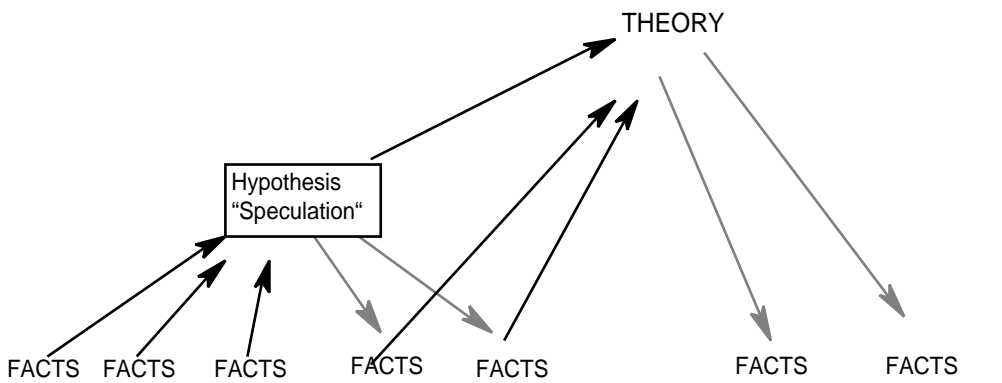 THEORY
Hypothesis
“Speculation“
FACTS FACTS FACTS FACTS FACTS FACTS FACTS